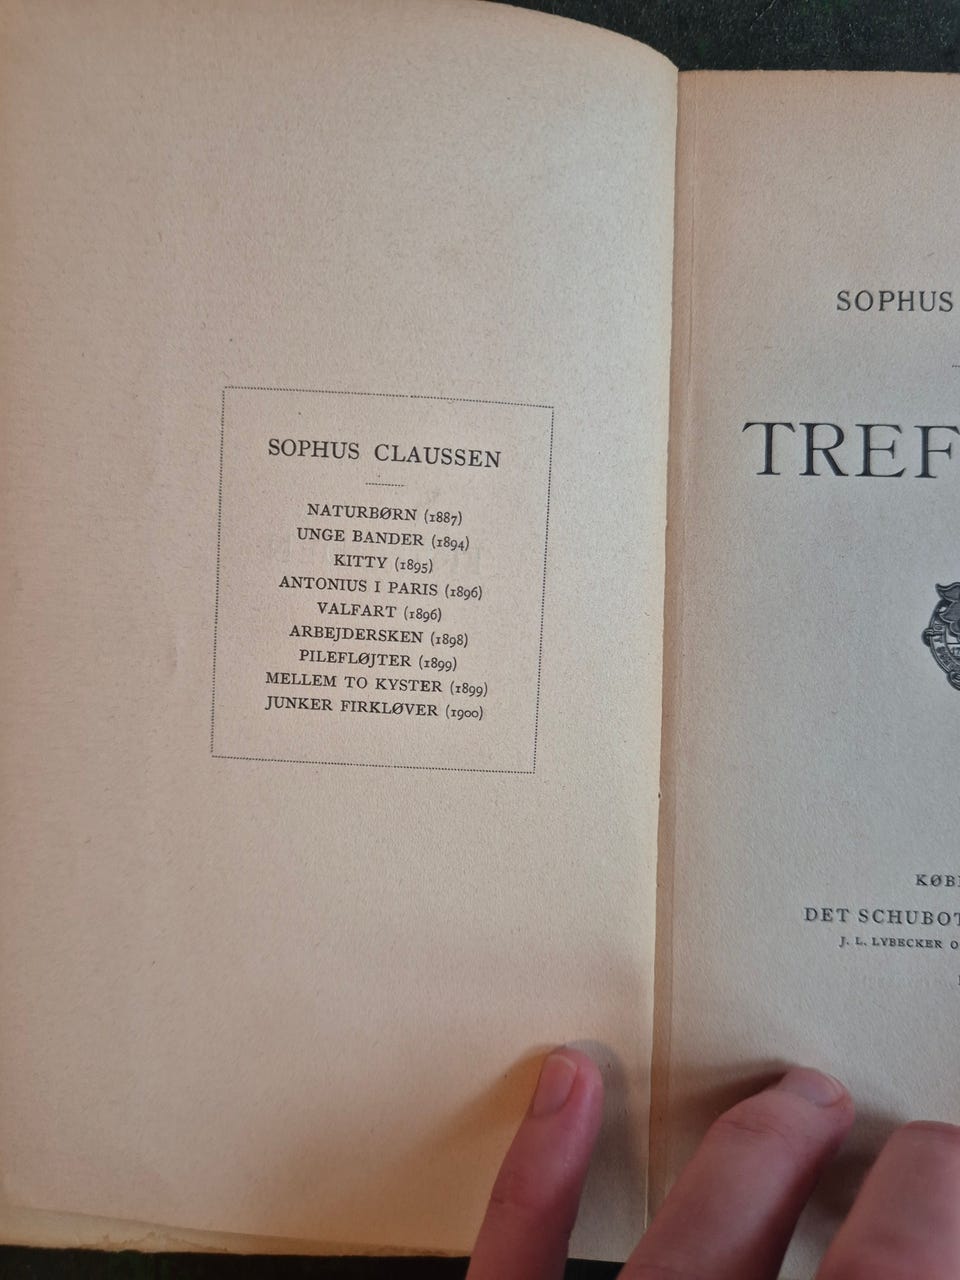 SOPHUS CLAUSSEN
NATURBØRN (1887)
UNGE BANDER (1894)
KITTY (1895)
ANTONIUS I PARIS (1896)
VALFART (1896)
ARBEJDERSKEN (1898)
PILEFLØJTER (1899)
MELLEM TO KYSTER (1899)
JUNKER FIRKLØVER (1900)
SOPHUS
TREF
KØB
DET SCHUBOT
J. L. LYBECKER O